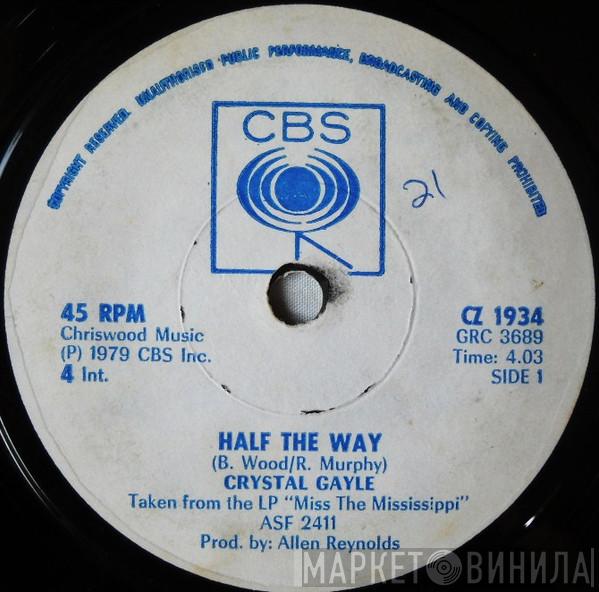 COPYRIGHT RESERVED. UNAUTHORISED PUBLIC PERFORMANCE, BROADCASTING AND COPYING PROHIBITED
CBS
21
45 RPM
Chriswood Music
(P) 1979 CBS Inc.
4 Int.
CZ 1934
GRC 3689
Time: 4.03
SIDE 1
HALF THE WAY
(B. Wood/R. Murphy)
CRYSTAL GAYLE
Taken from the LP "Miss The Mississippi"
ASF 2411
Prod. by: Allen Reynolds
МАРКЕТ ВИНИЛА